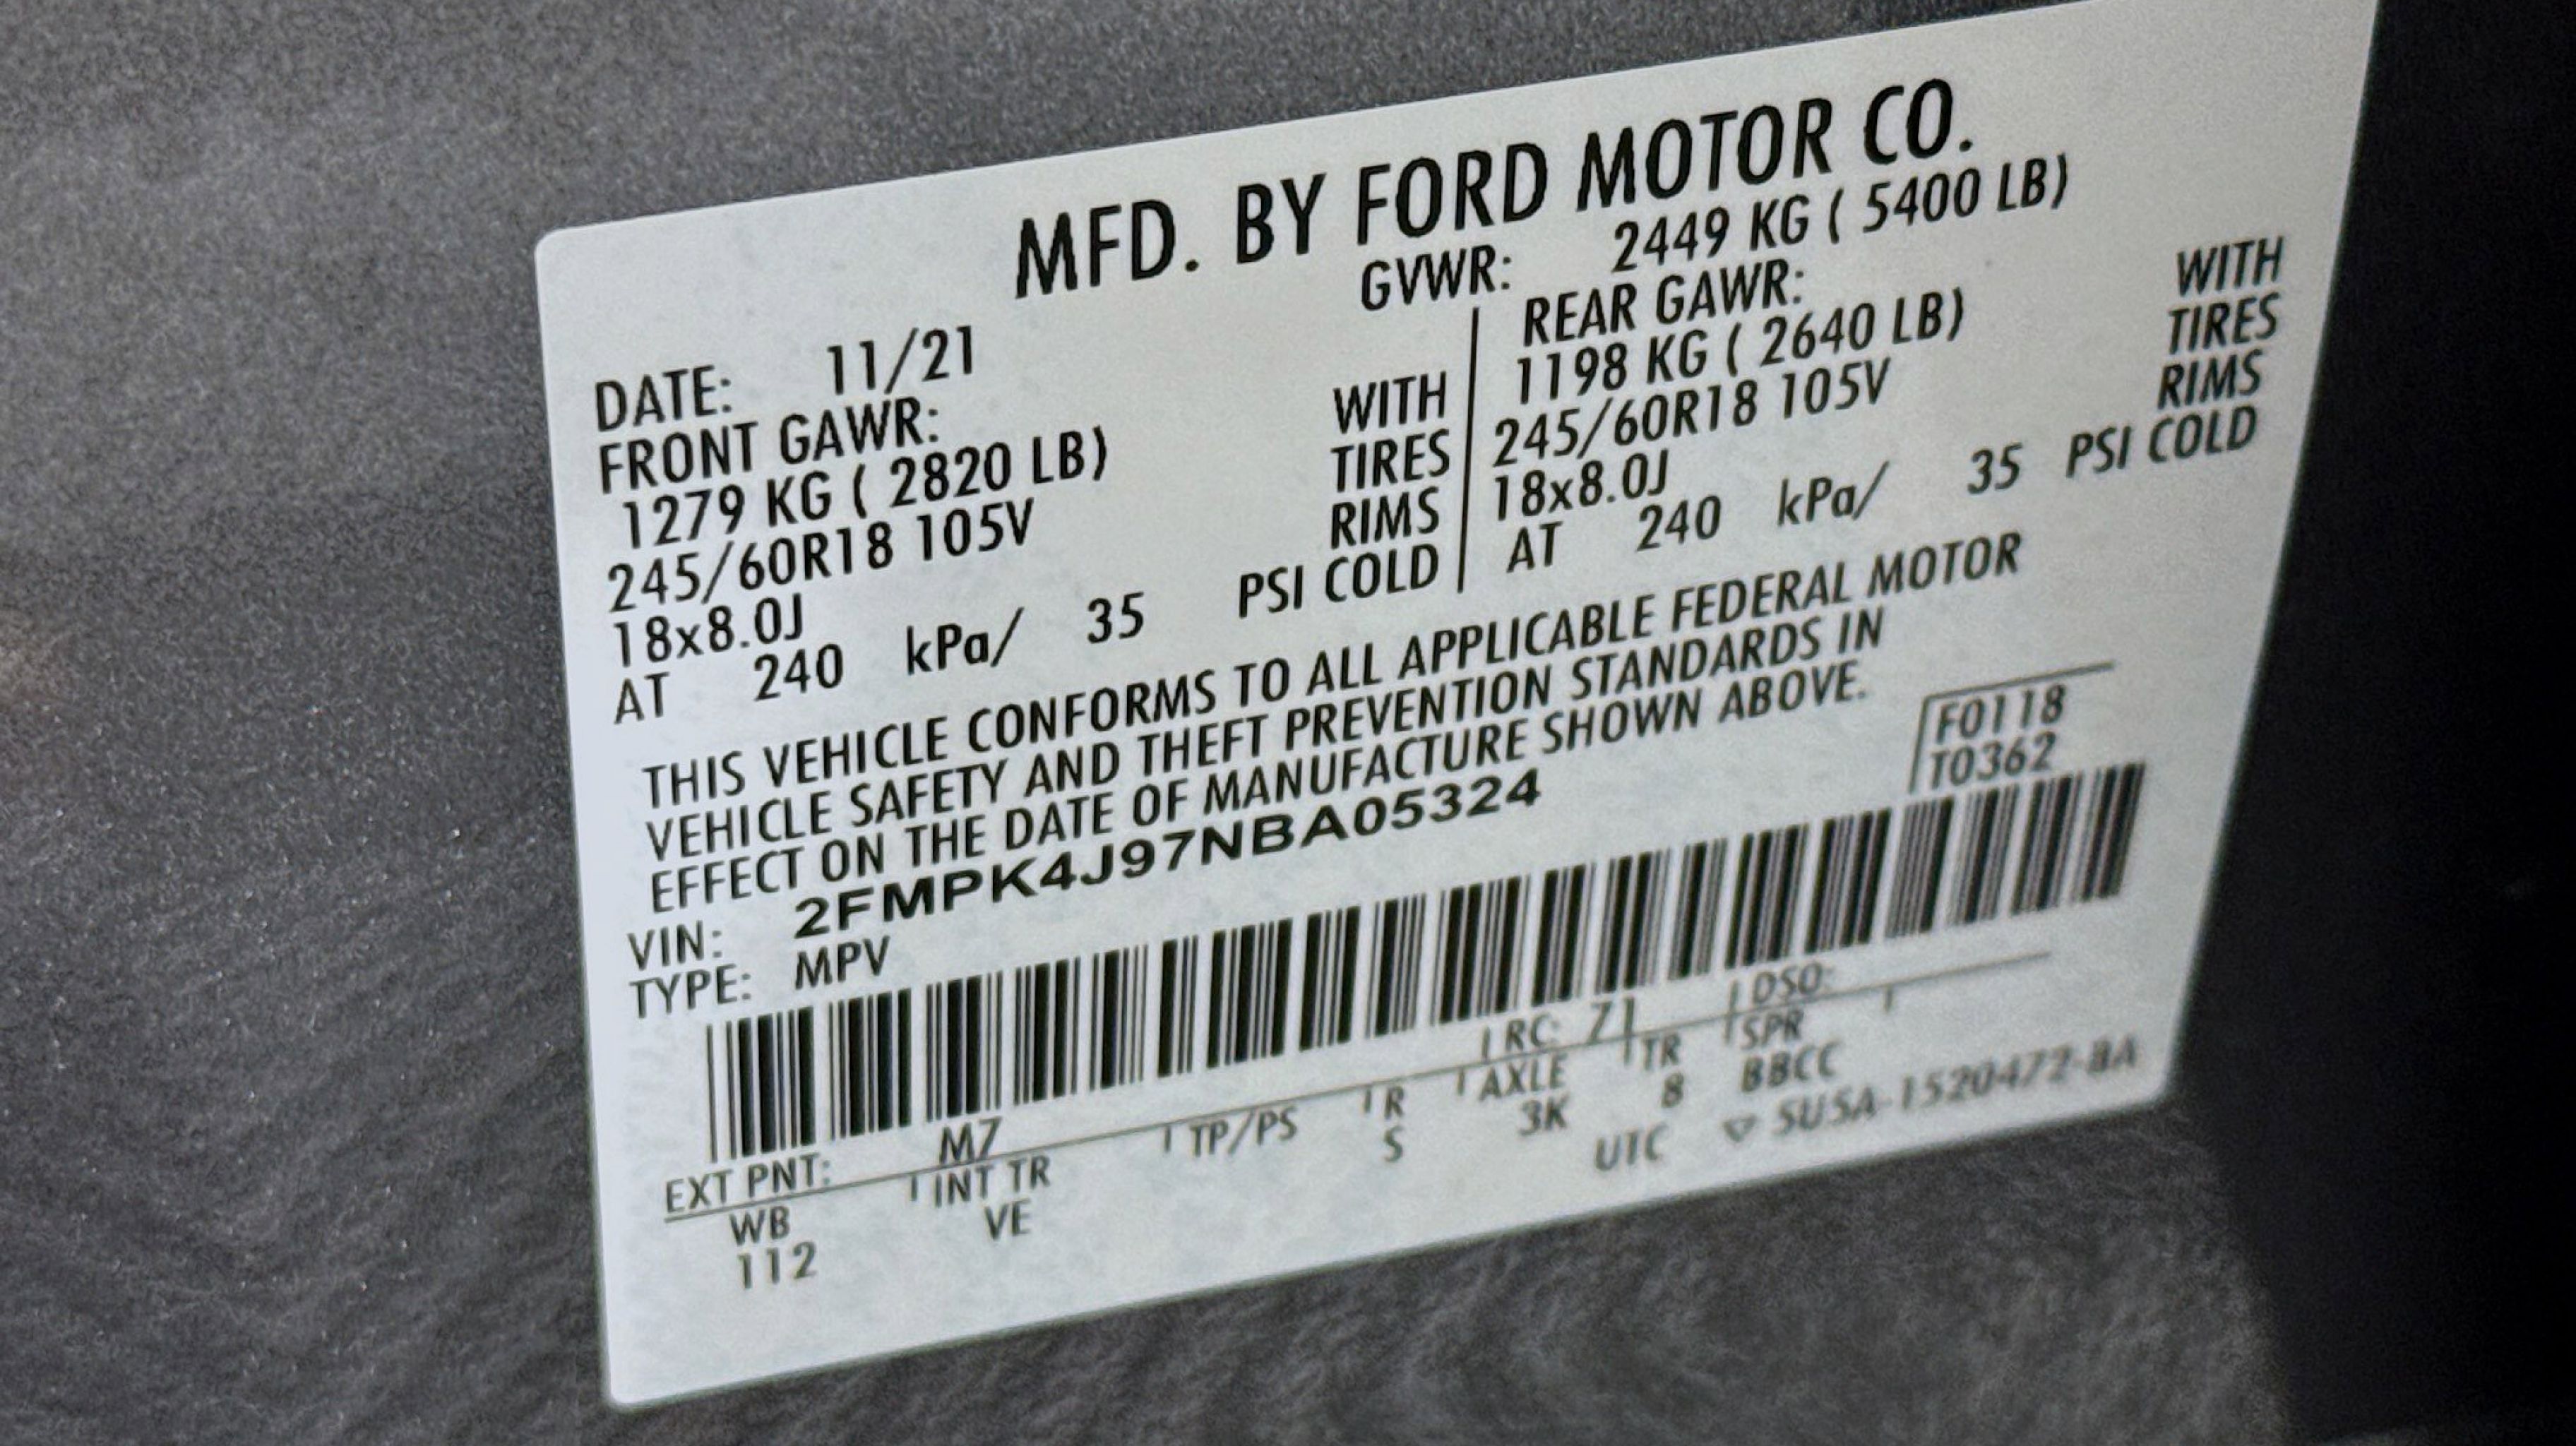 MFD. BY FORD MOTOR CO.
DATE: 11/21 GVWR: 2449 KG ( 5400 LB)
FRONT GAWR: REAR GAWR:
1279 KG ( 2820 LB) WITH 1198 KG ( 2640 LB) WITH
245/60R18 105V TIRES 245/60R18 105V TIRES
18x8.0J RIMS 18x8.0J RIMS
AT 240 kPa/ 35 PSI COLD AT 240 kPa/ 35 PSI COLD
THIS VEHICLE CONFORMS TO ALL APPLICABLE FEDERAL MOTOR
VEHICLE SAFETY AND THEFT PREVENTION STANDARDS IN
EFFECT ON THE DATE OF MANUFACTURE SHOWN ABOVE.
VIN: 2FMPK4J97NBA05324 F0118
TYPE: MPV T0362
EXT PNT: M7 RC: 71 DSO:
WB INT TR TP/PS R AXLE TR SPR
112 VE S 3K 8 BBCC
UTC ▽ 5USA-1520472-BA